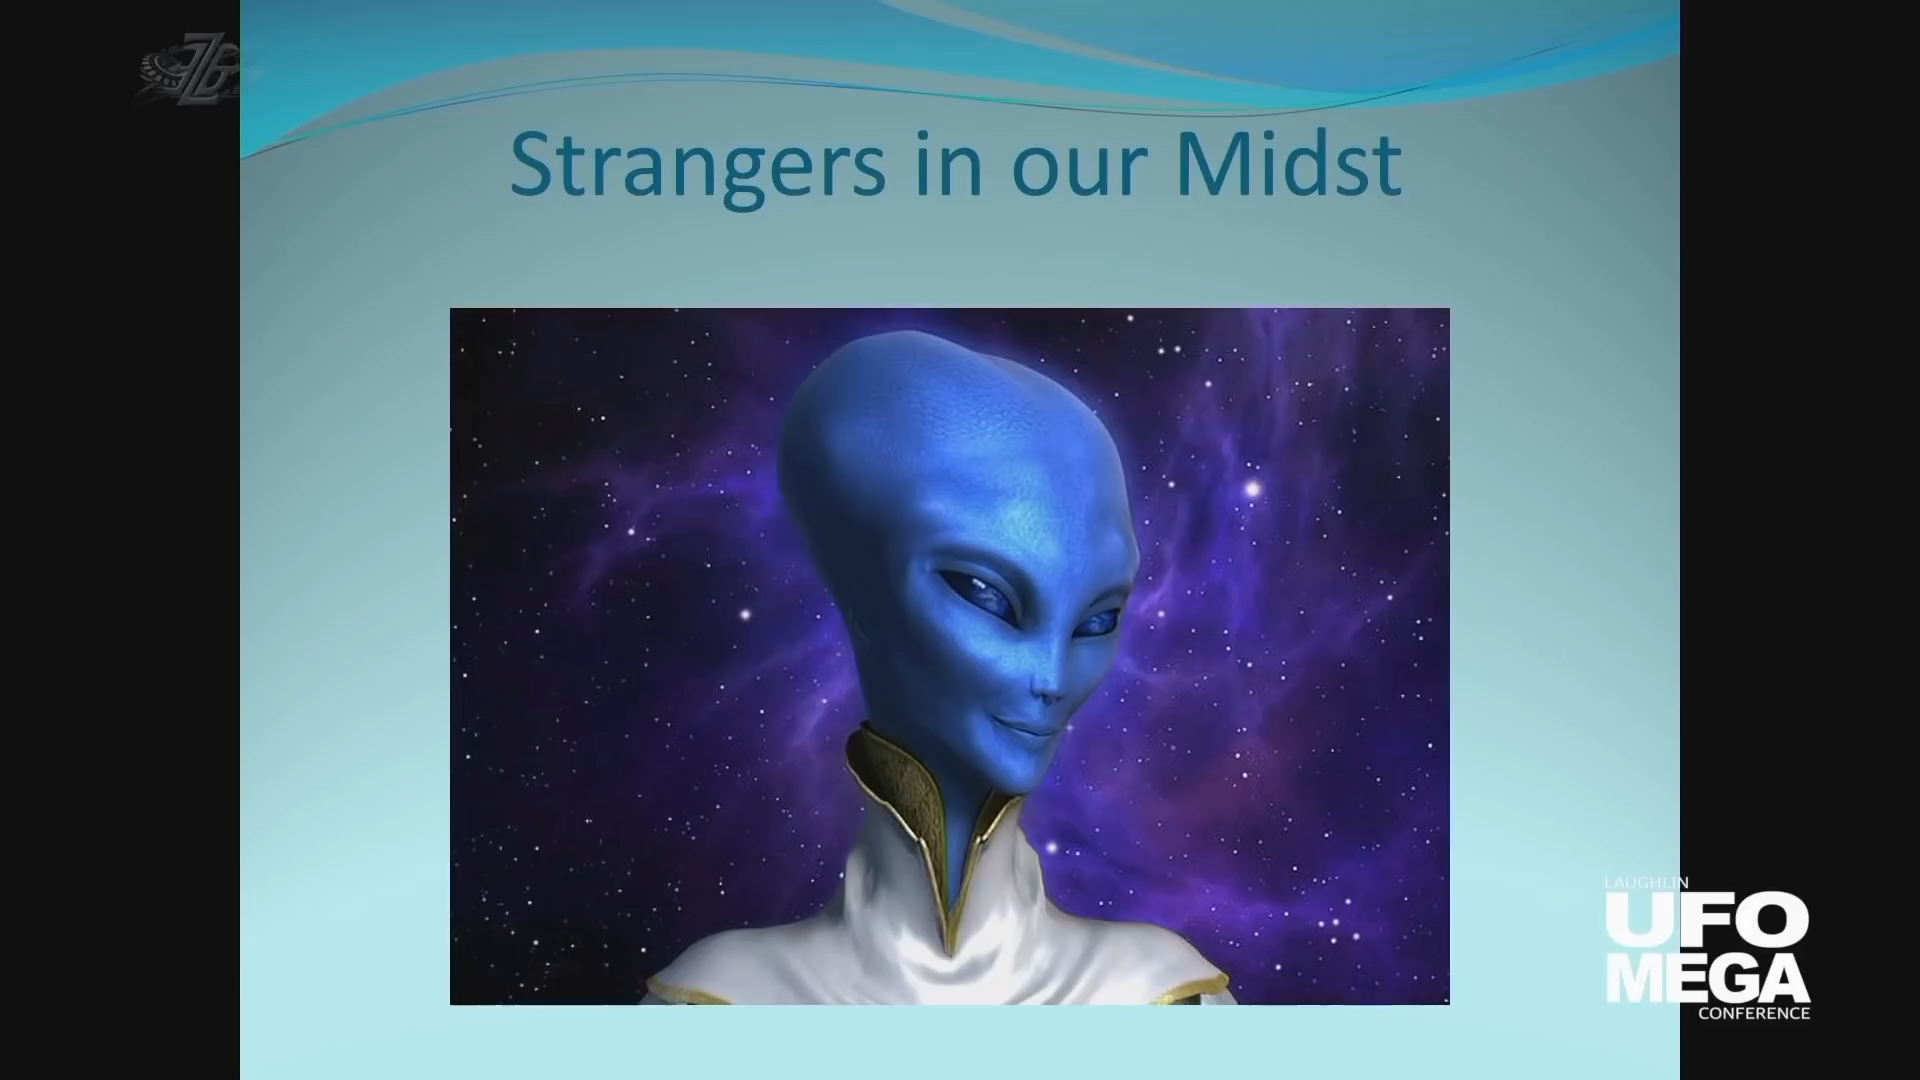 Strangers in our Midst
LAUGHLIN
UFO
MEGA
CONFERENCE